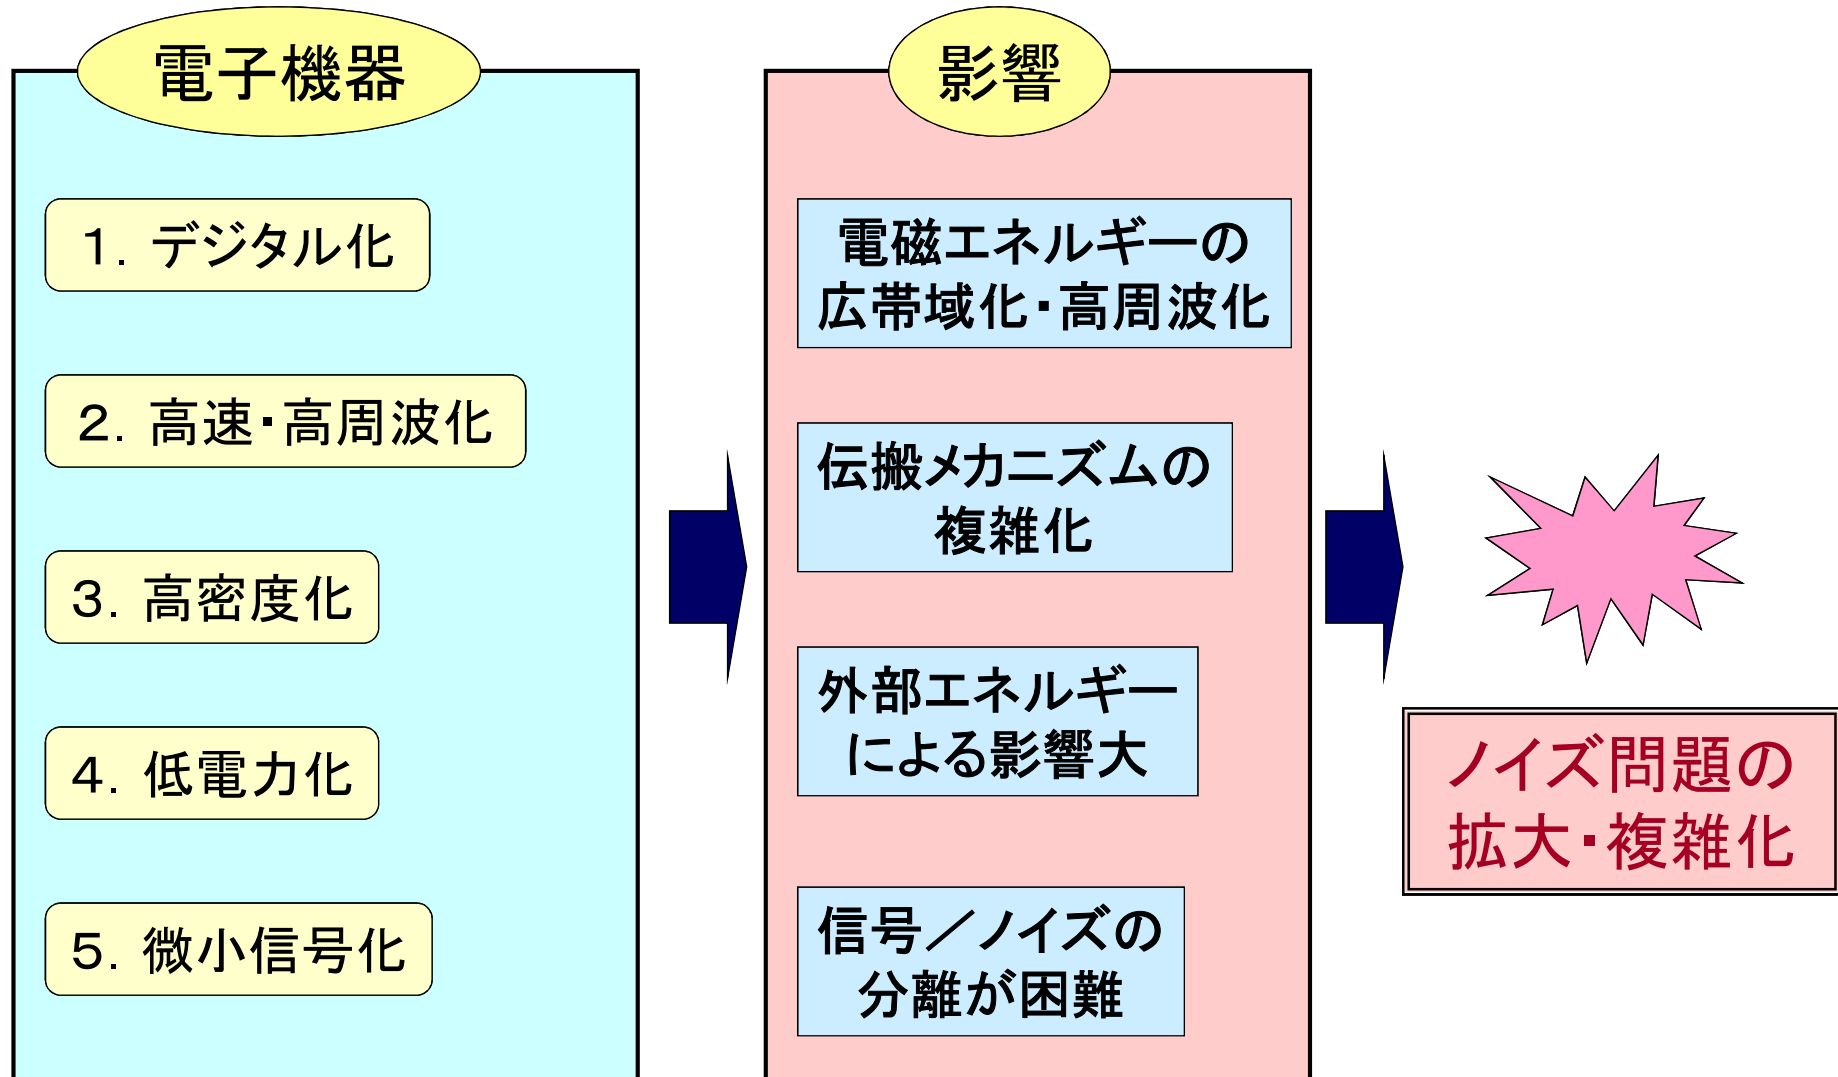 電子機器
1. デジタル化
2. 高速・高周波化
3. 高密度化
4. 低電力化
5. 微小信号化
影響
電磁エネルギーの
広帯域化・高周波化
伝搬メカニズムの
複雑化
外部エネルギー
による影響大
信号／ノイズの
分離が困難
ノイズ問題の
拡大・複雑化